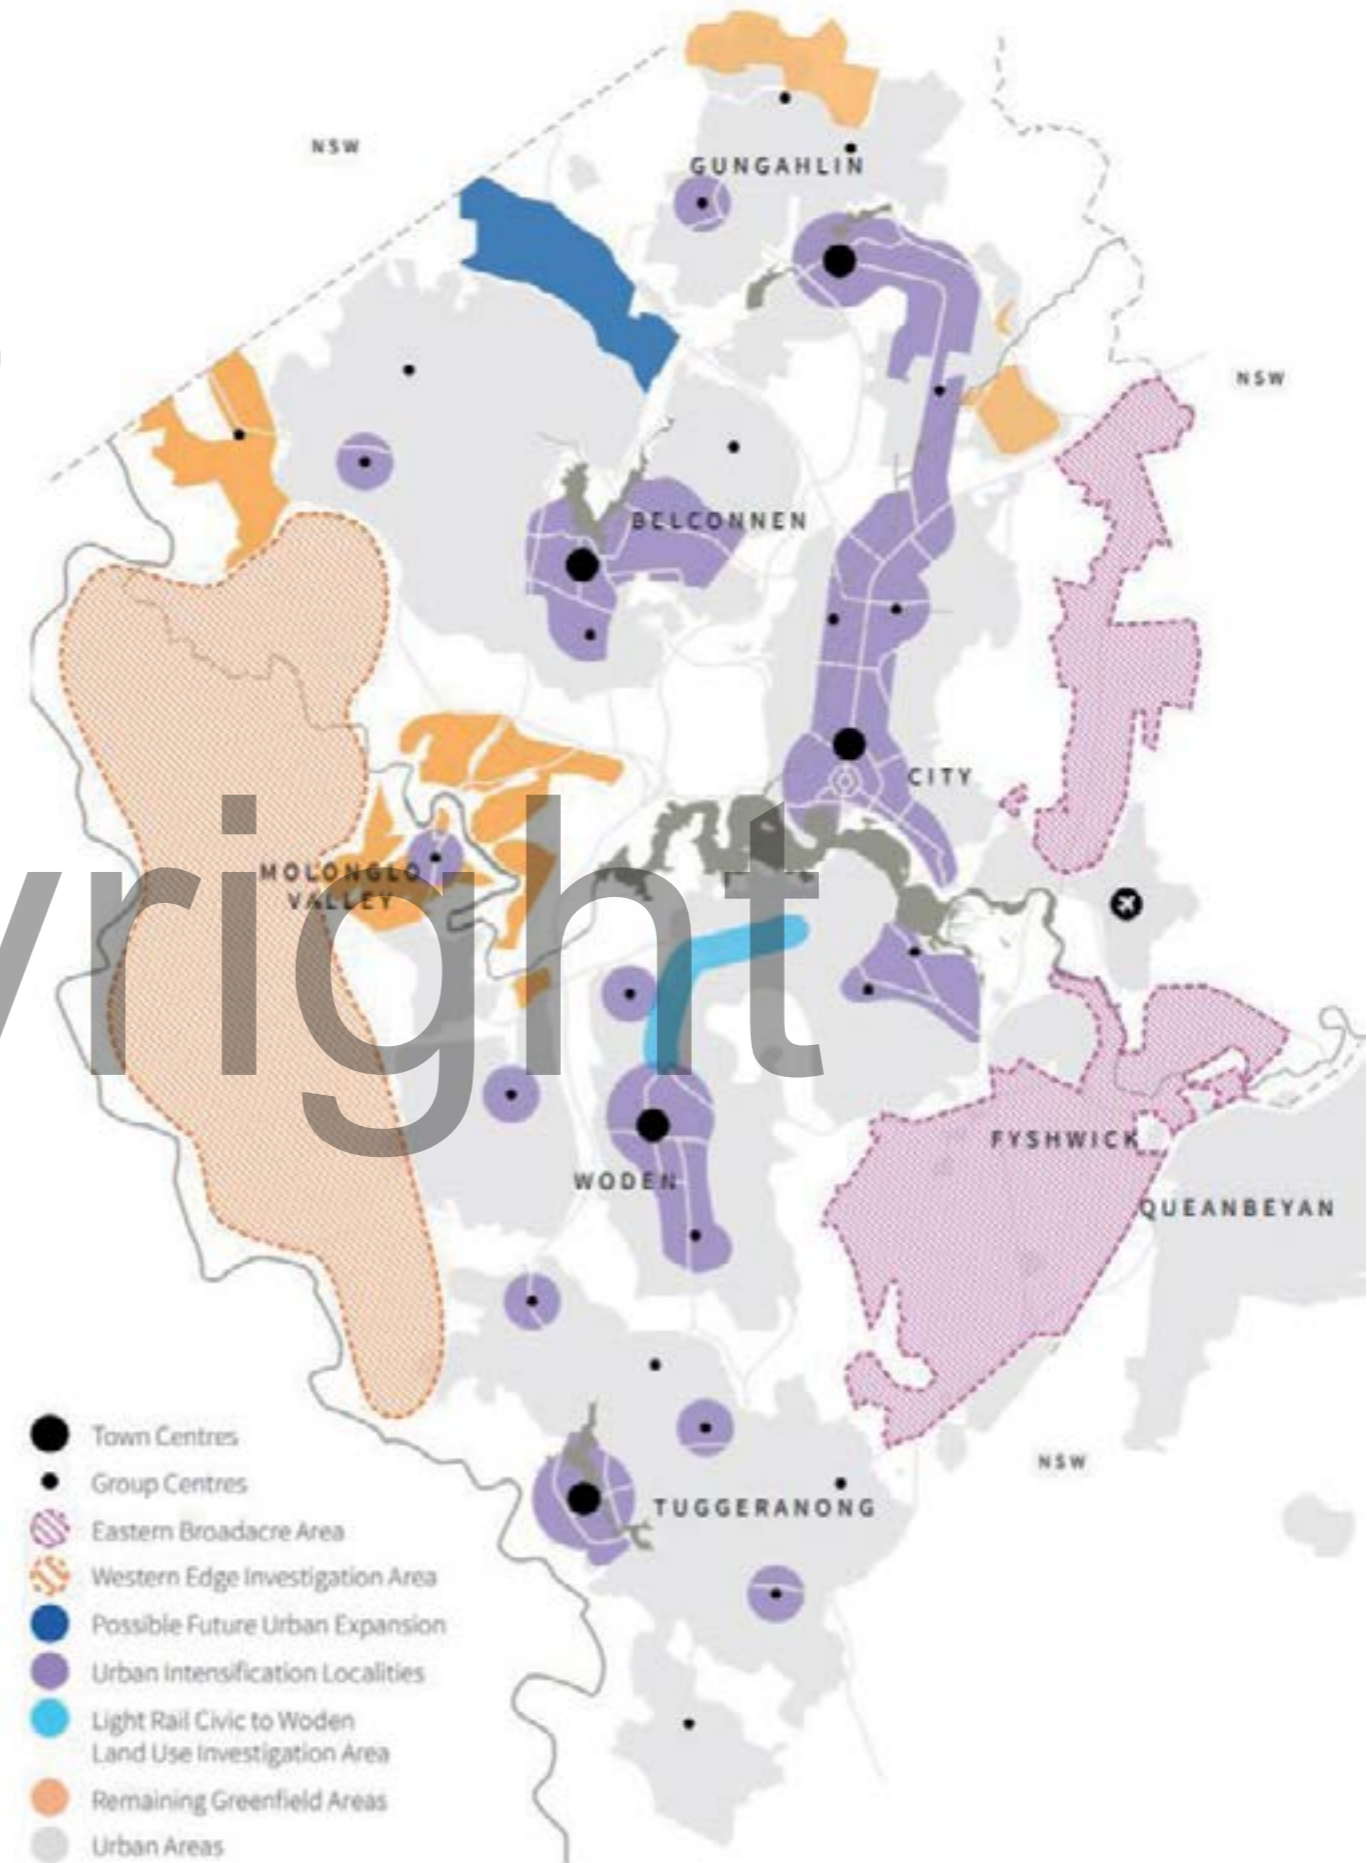 NSW
GUNGAHLIN
NSW
BELCONNEN
CITY
MOLONGLO
VALLEY
yright
FYSHWICK
WODEN
QUEANBEYAN
NSW
TUGGERANONG
Town Centres
Group Centres
Eastern Broadacre Area
Western Edge Investigation Area
Possible Future Urban Expansion
Urban Intensification Localities
Light Rail Civic to Woden
Land Use Investigation Area
Remaining Greenfield Areas
Urban Areas